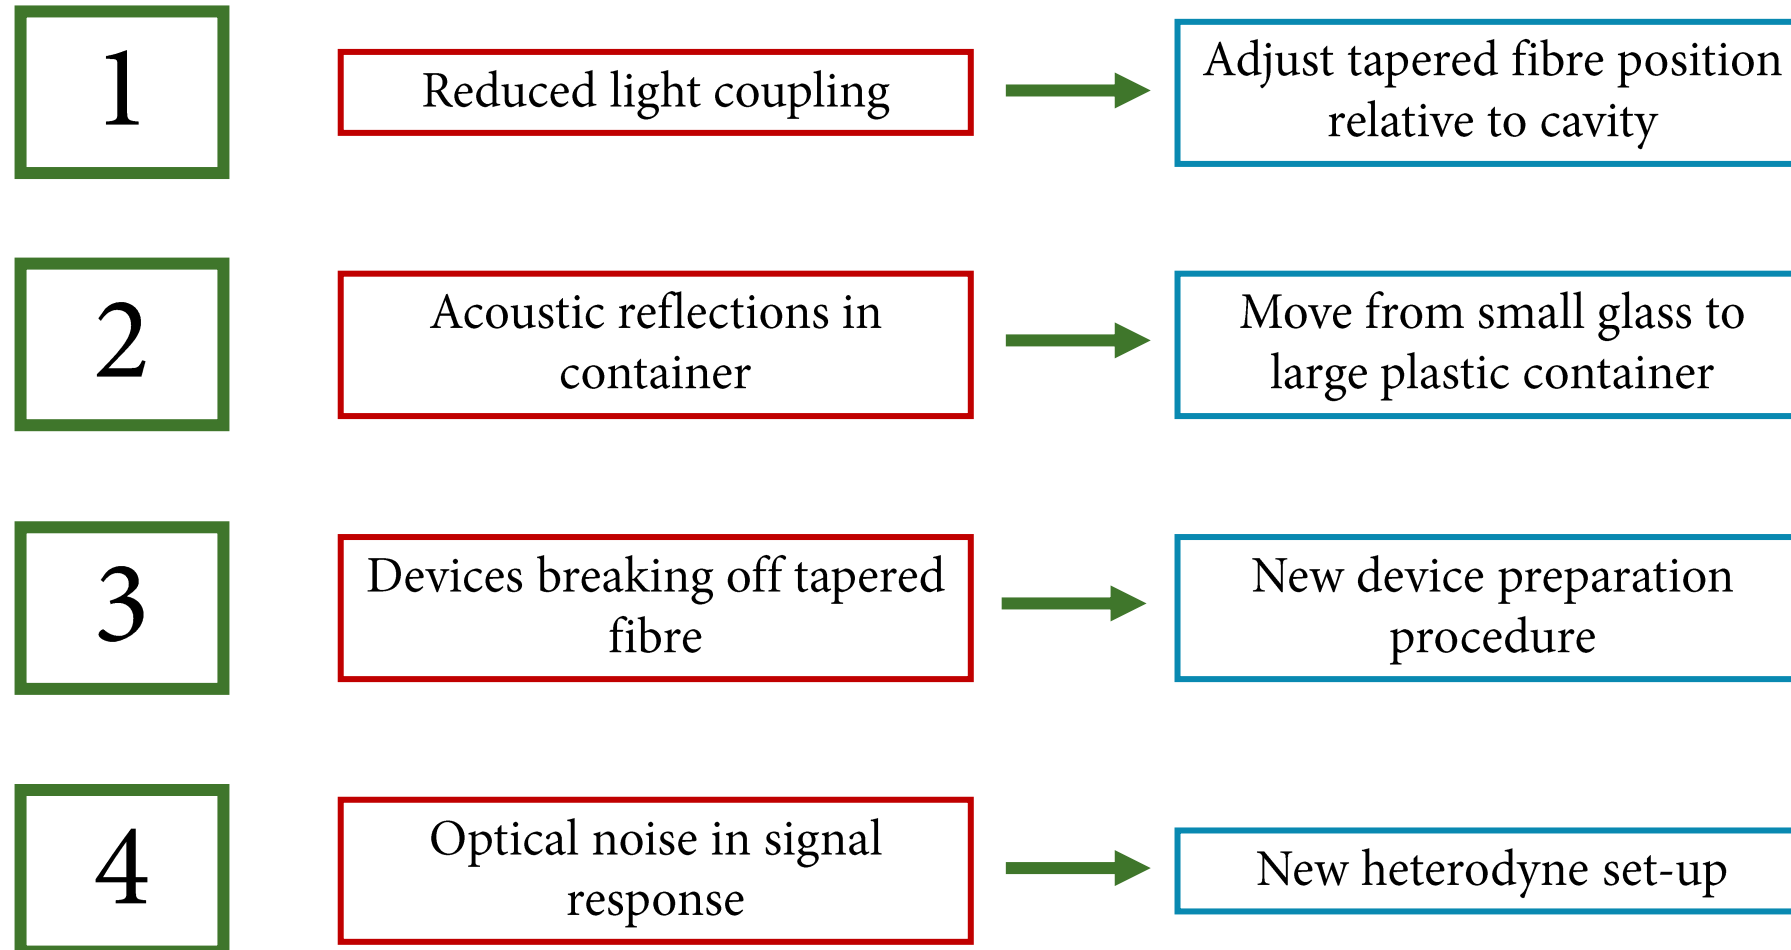 1
Reduced light coupling
Adjust tapered fibre position
relative to cavity
2
Acoustic reflections in
container
Move from small glass to
large plastic container
3
Devices breaking off tapered
fibre
New device preparation
procedure
4
Optical noise in signal
response
New heterodyne set-up